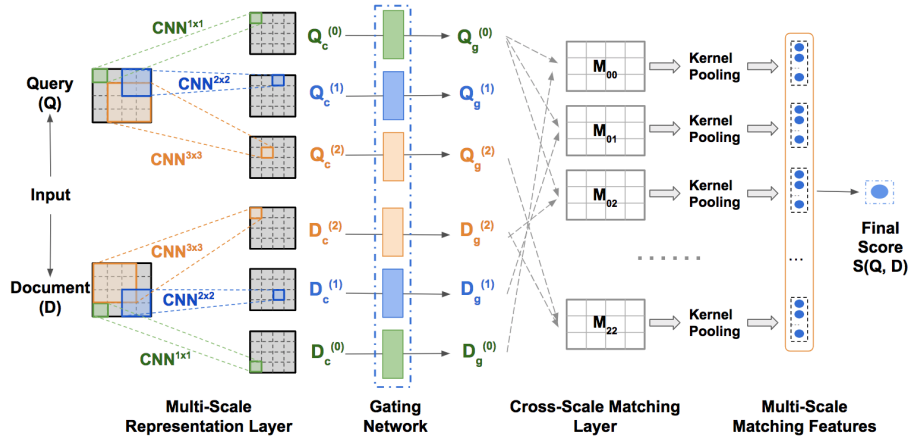 CNN1x1
Query
(Q)
CNN2x2
CNN3x3
Input
Document
(D)
CNN3x3
CNN2x2
CNN1x1
Qc(0)
Qc(1)
Qc(2)
Dc(2)
Dc(1)
Dc(0)
Qg(0)
Qg(1)
Qg(2)
Dg(2)
Dg(1)
Dg(0)
M00
M01
M02
......
M22
Kernel
Pooling
Kernel
Pooling
Kernel
Pooling
Kernel
Pooling
...
Final
Score
S(Q, D)
Multi-Scale
Representation Layer
Gating
Network
Cross-Scale Matching
Layer
Multi-Scale
Matching Features